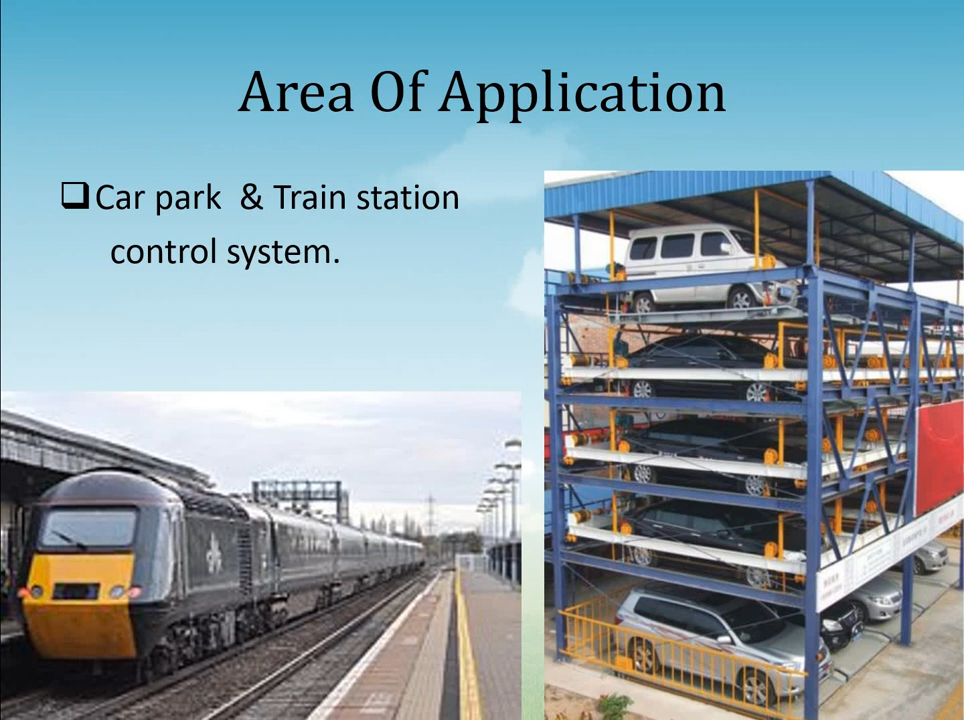 Area Of Application
Car park & Train station
control system.